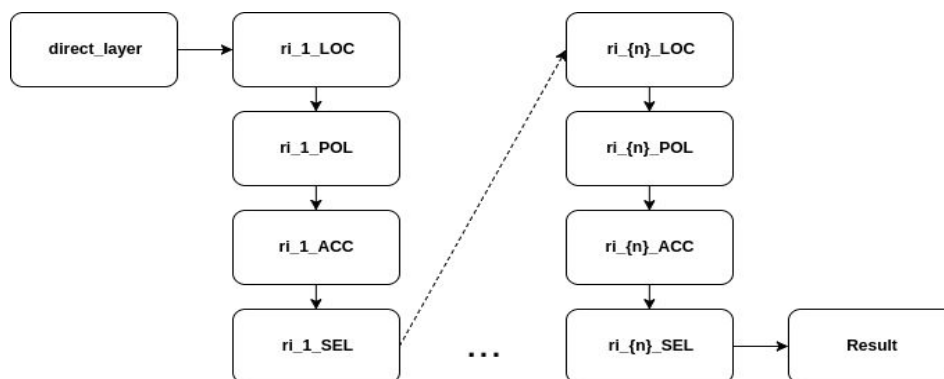 direct_layer
ri_1_LOC
ri_1_POL
ri_1_ACC
ri_1_SEL
...
ri_{n}_LOC
ri_{n}_POL
ri_{n}_ACC
ri_{n}_SEL
Result